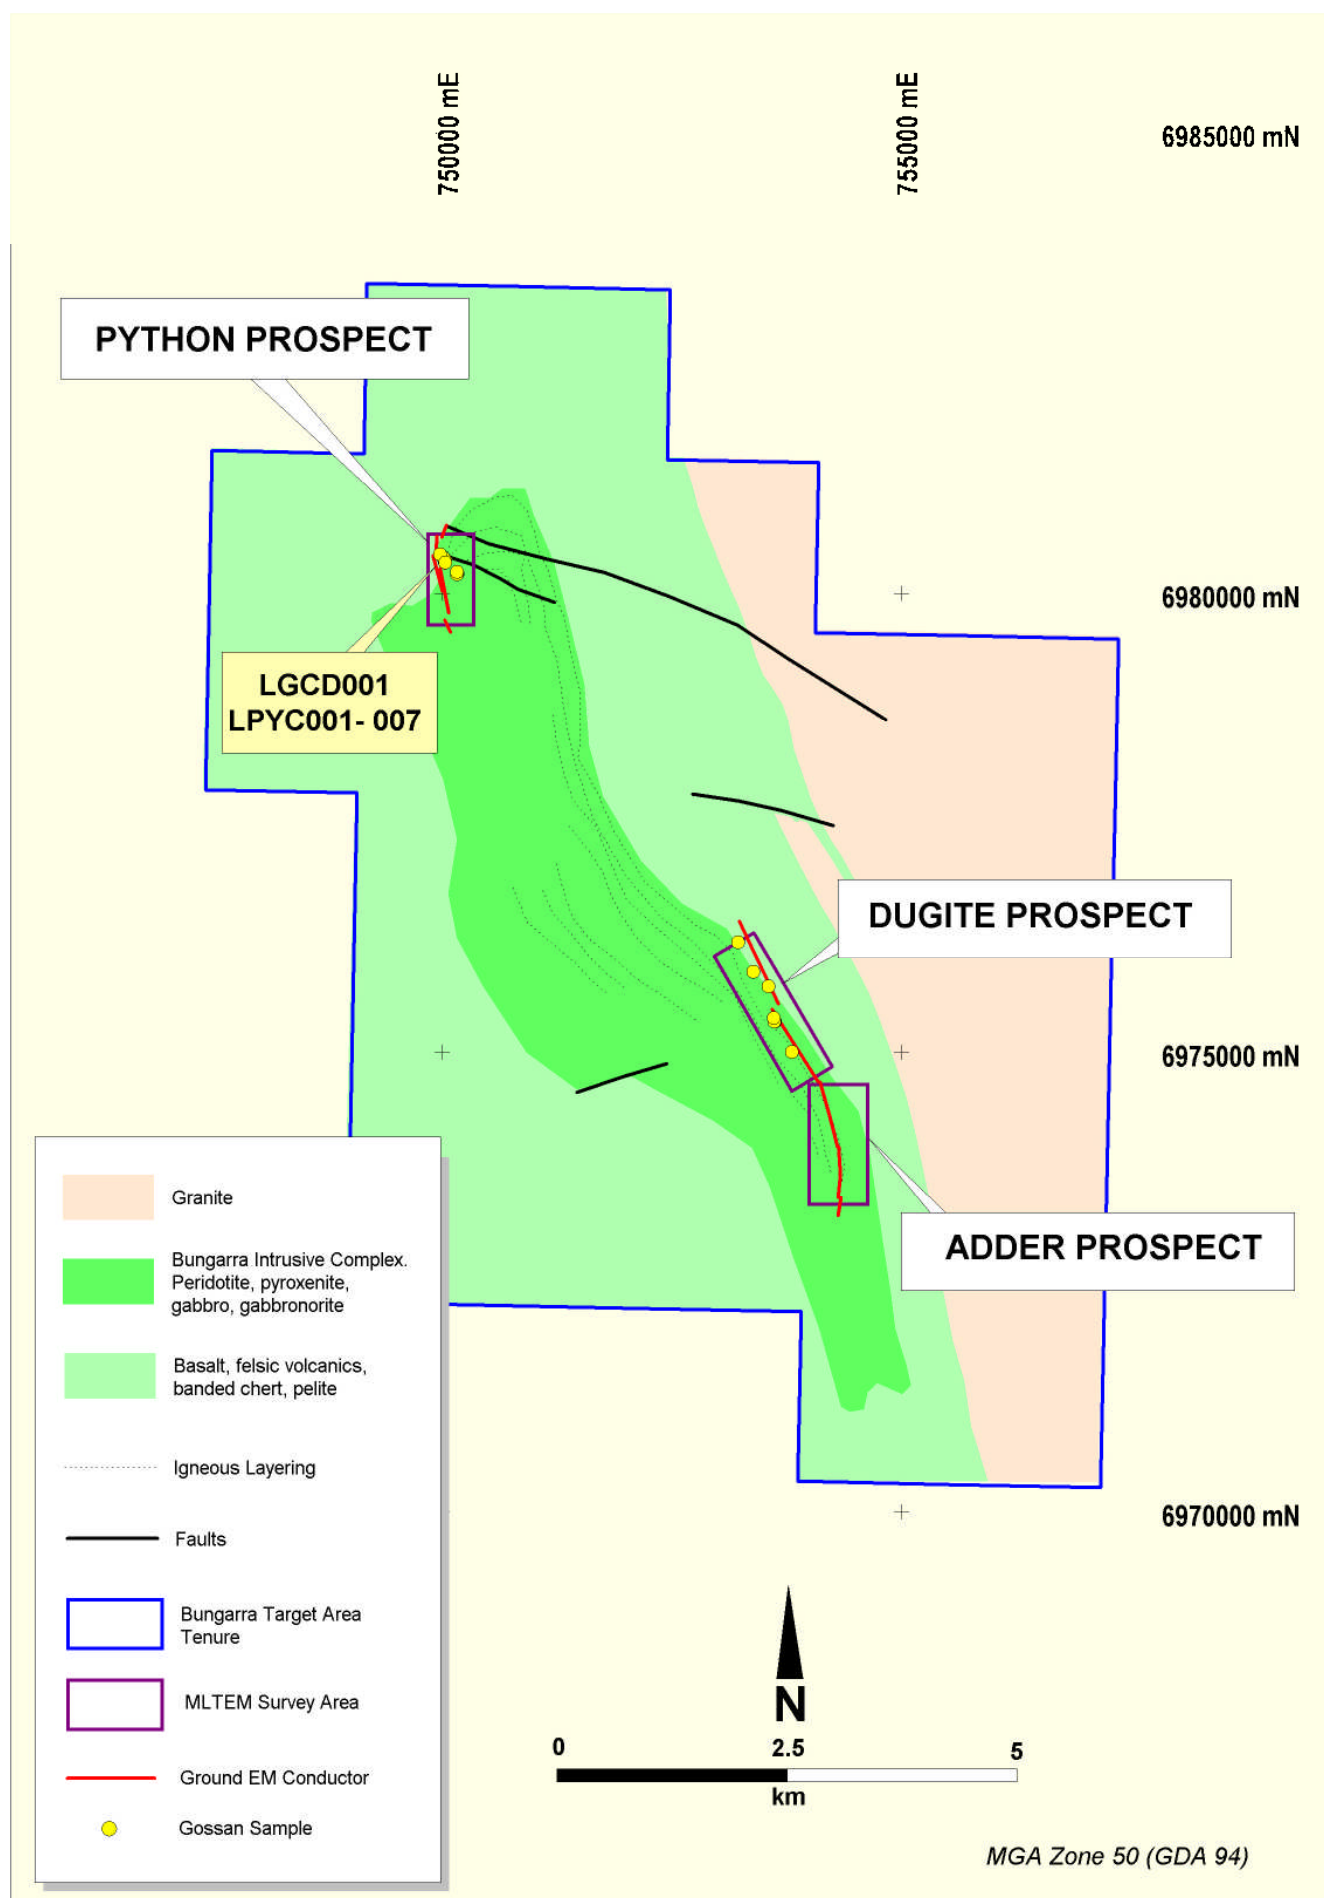 750000 mE
755000 mE
6985000 mN
PYTHON PROSPECT
6980000 mN
LGCD001
LPYC001- 007
DUGITE PROSPECT
6975000 mN
ADDER PROSPECT
6970000 mN
Granite
Bungarra Intrusive Complex.
Peridotite, pyroxenite,
gabbro, gabbronorite
Basalt, felsic volcanics,
banded chert, pelite
Igneous Layering
Faults
Bungarra Target Area
Tenure
MLTEM Survey Area
Ground EM Conductor
Gossan Sample
N
0 2.5 5
km
MGA Zone 50 (GDA 94)